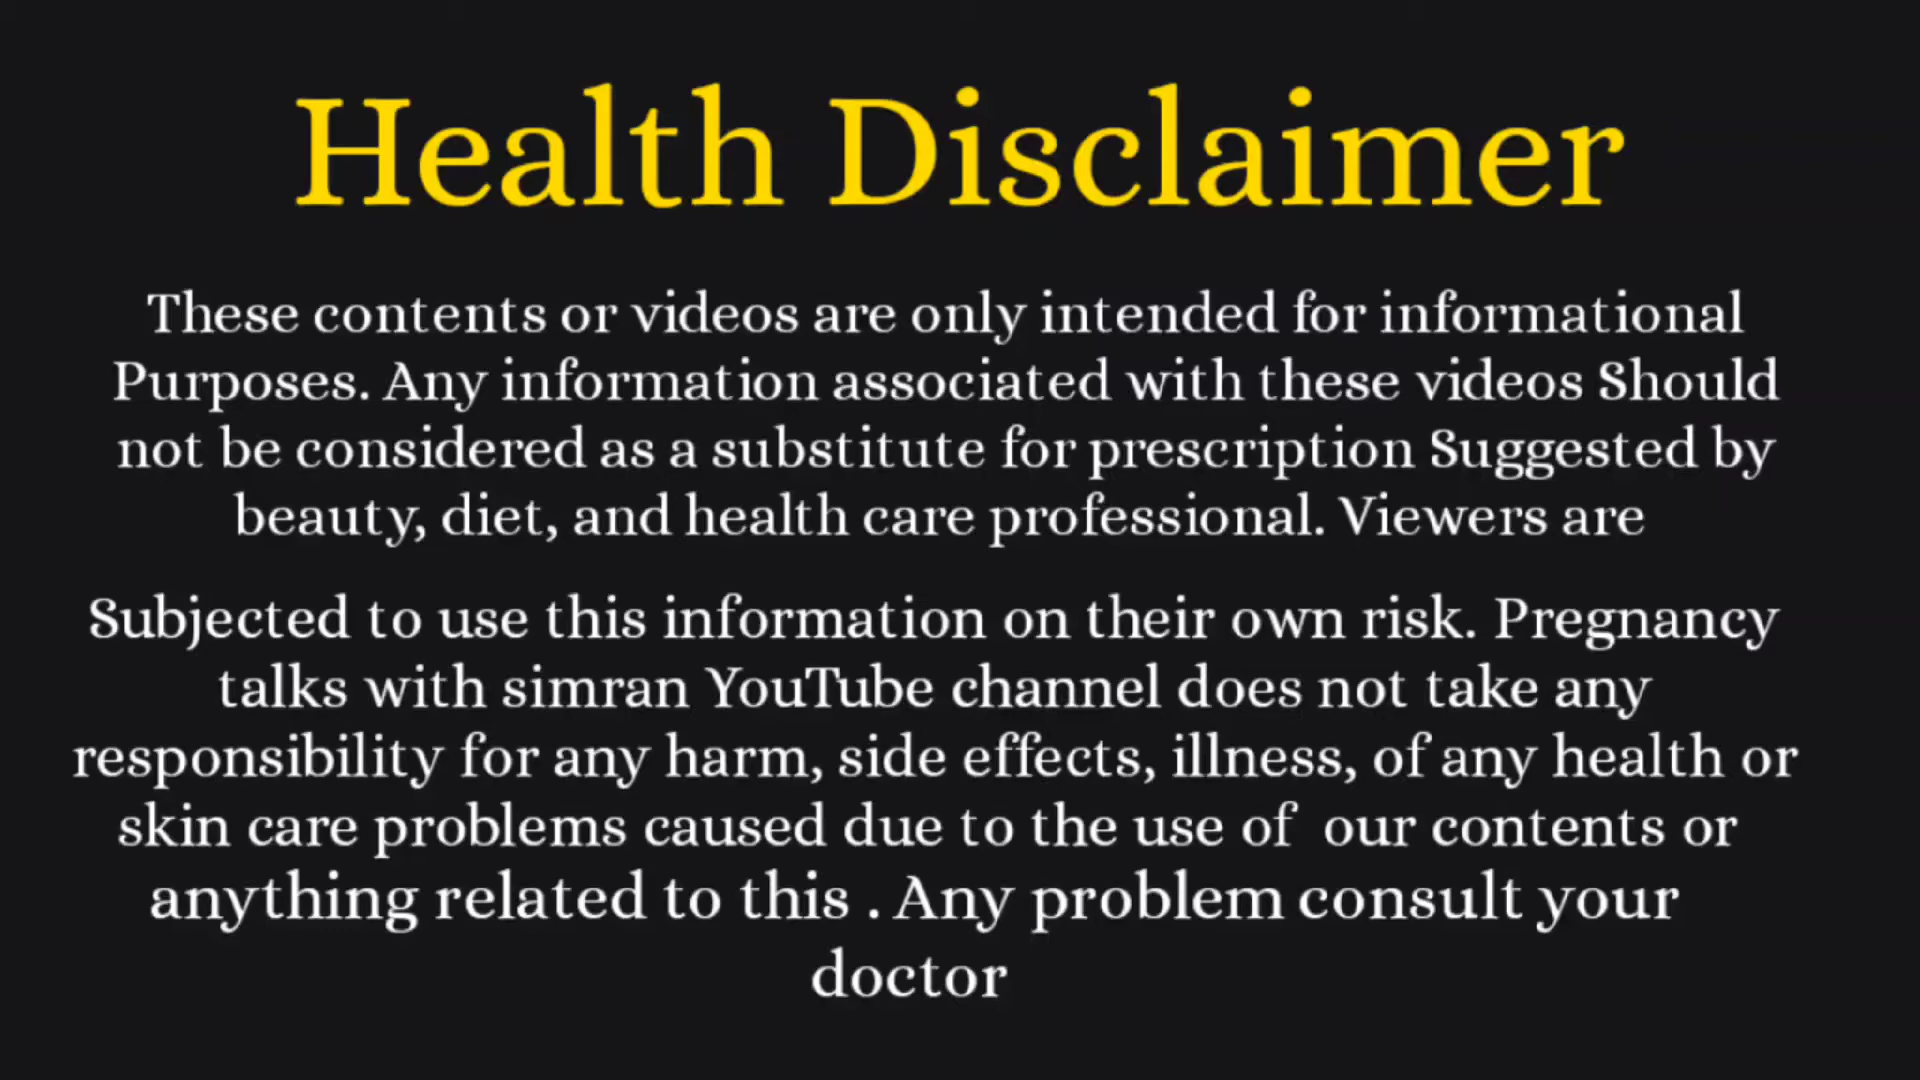 Health Disclaimer
These contents or videos are only intended for informational
Purposes. Any information associated with these videos Should
not be considered as a substitute for prescription Suggested by
beauty, diet, and health care professional. Viewers are
Subjected to use this information on their own risk. Pregnancy
talks with simran YouTube channel does not take any
responsibility for any harm, side effects, illness, of any health or
skin care problems caused due to the use of  our contents or
anything related to this . Any problem consult your
doctor